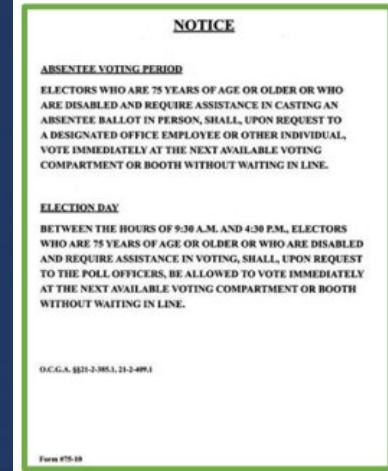 NOTICE
ABSENTEE VOTING PERIOD
ELECTORS WHO ARE 75 YEARS OF AGE OR OLDER OR WHO
ARE DISABLED AND REQUIRE ASSISTANCE IN CASTING AN
ABSENTEE BALLOT IN PERSON, SHALL, UPON REQUEST TO
A DESIGNATED OFFICE EMPLOYEE OR OTHER INDIVIDUAL,
VOTE IMMEDIATELY AT THE NEXT AVAILABLE VOTING
COMPARTMENT OR BOOTH WITHOUT WAITING IN LINE.
ELECTION DAY
BETWEEN THE HOURS OF 9:30 A.M. AND 4:30 P.M., ELECTORS
WHO ARE 75 YEARS OF AGE OR OLDER OR WHO ARE DISABLED
AND REQUIRE ASSISTANCE IN VOTING, SHALL, UPON REQUEST
TO THE POLL OFFICERS, BE ALLOWED TO VOTE IMMEDIATELY
AT THE NEXT AVAILABLE VOTING COMPARTMENT OR BOOTH
WITHOUT WAITING IN LINE.
O.C.G.A. §§21-2-385.1, 21-2-409.1
Form #75-10